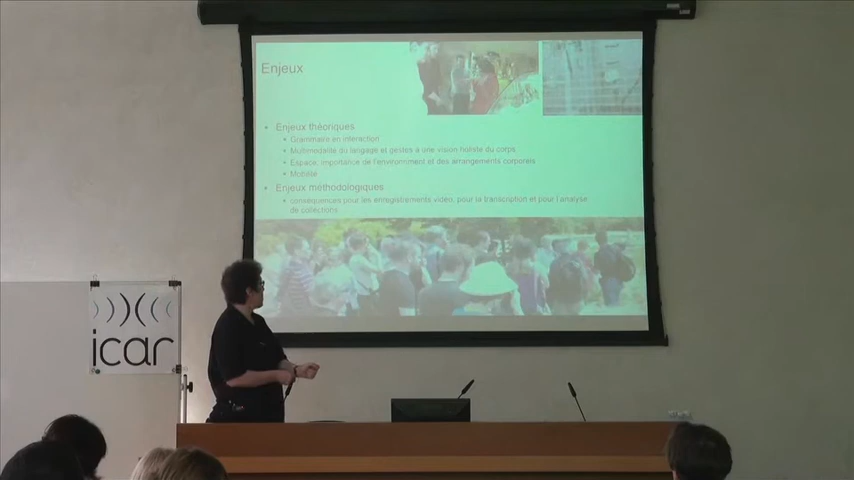 Enjeux
• Enjeux théoriques
• Grammaire en interaction
• Multimodalité du langage et gestes à une vision holiste du corps
• Espace, importance de l'environment et des arrangements corporels
• Mobilité
• Enjeux méthodologiques
• conséquences pour les enregistrements vidéo, pour la transcription et pour l'analyse
de collections
icar